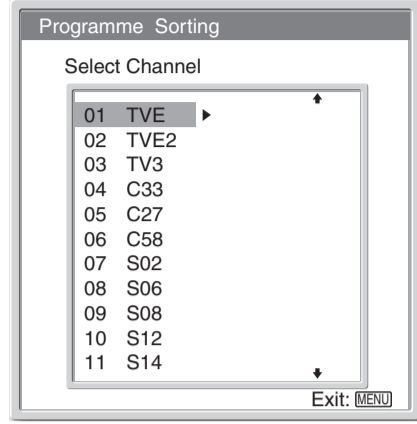 Programme Sorting
Select Channel
01 TVE
02 TVE2
03 TV3
04 C33
05 C27
06 C58
07 S02
08 S06
09 S08
10 S12
11 S14
Exit: MENU